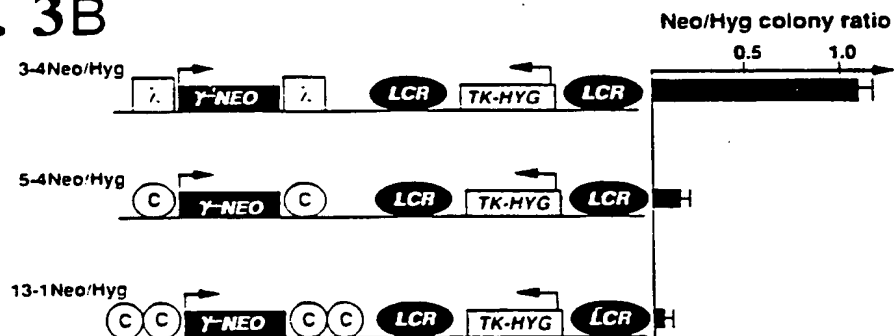 . 3B
Neo/Hyg colony ratio
0.5 1.0
3-4Neo/Hyg
λ γ-NEO λ LCR TK-HYG LCR
5-4Neo/Hyg
C γ-NEO C LCR TK-HYG LCR
13-1Neo/Hyg
C C γ-NEO C C LCR TK-HYG LCR